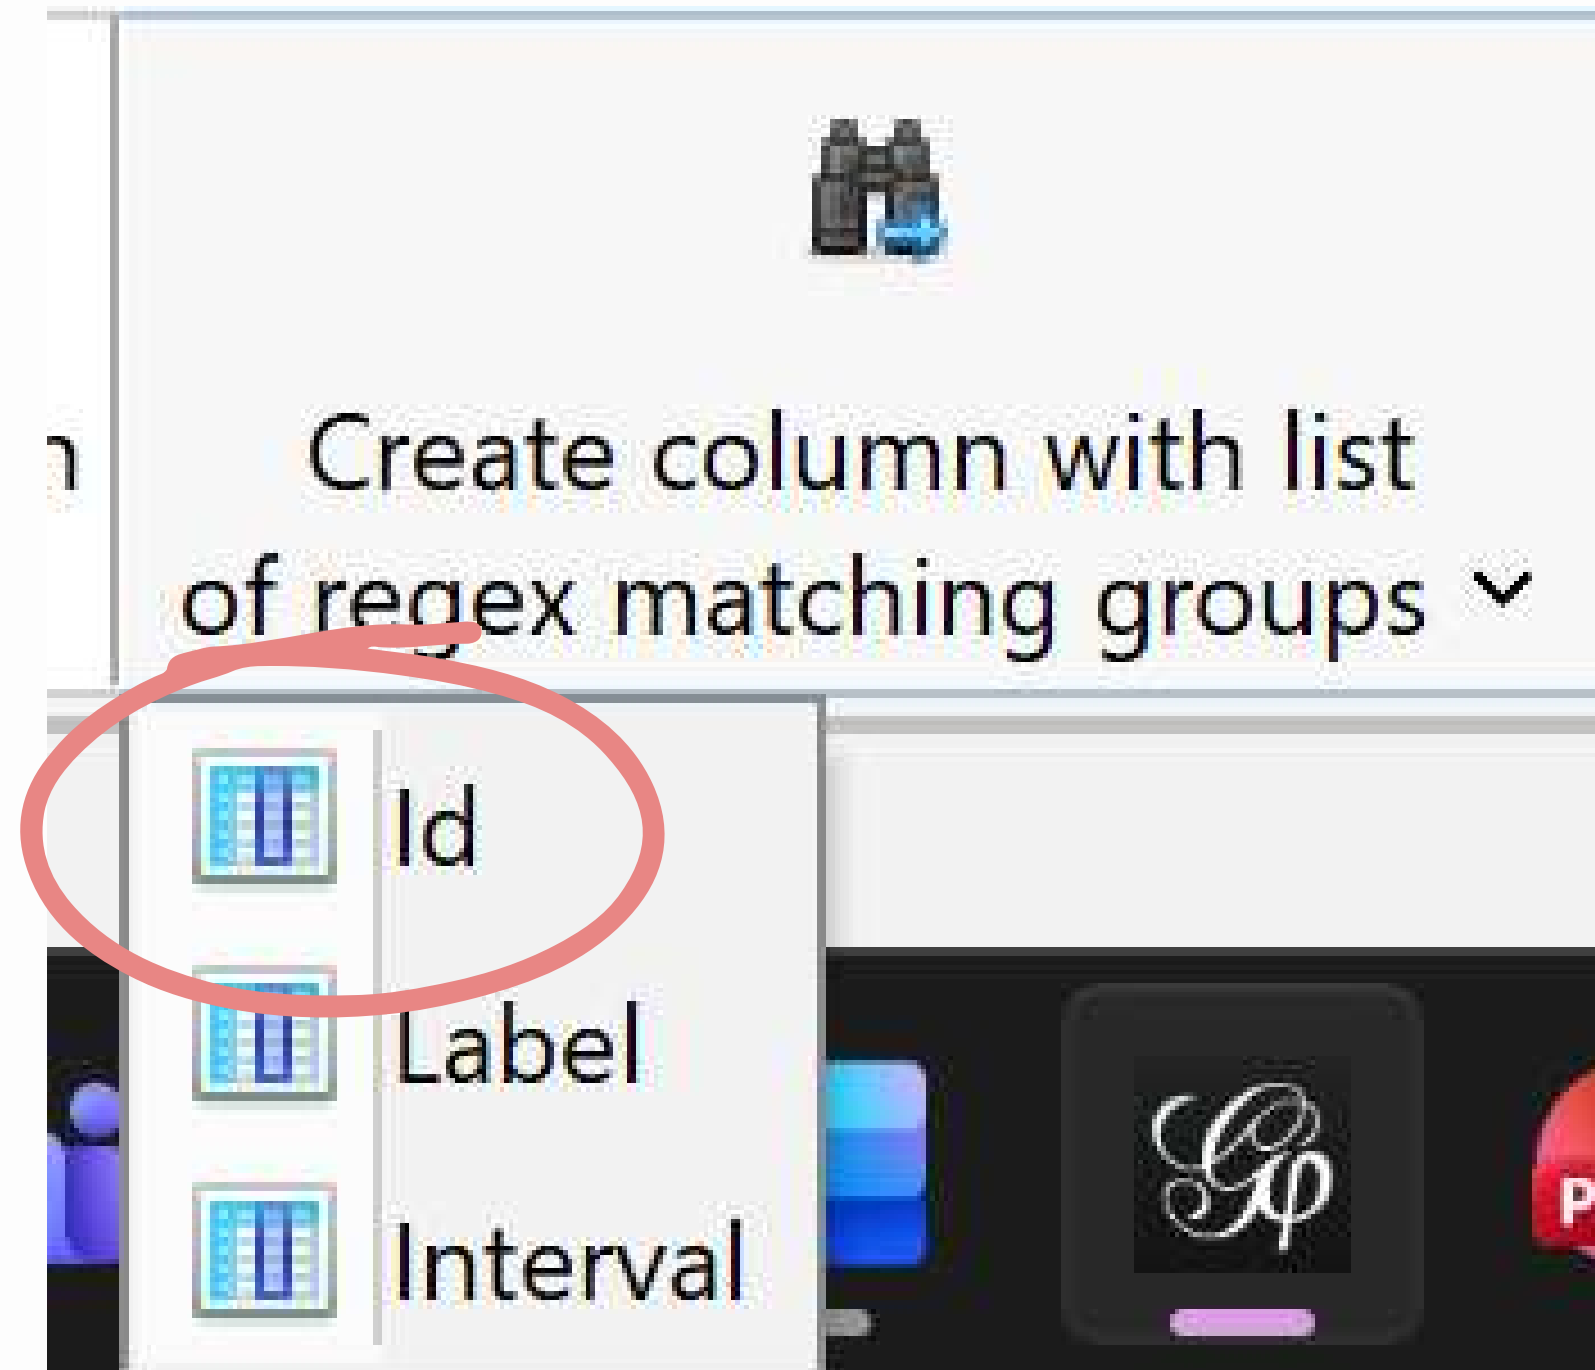 n
Create column with list
of regex matching groups
Id
Label
Interval
P